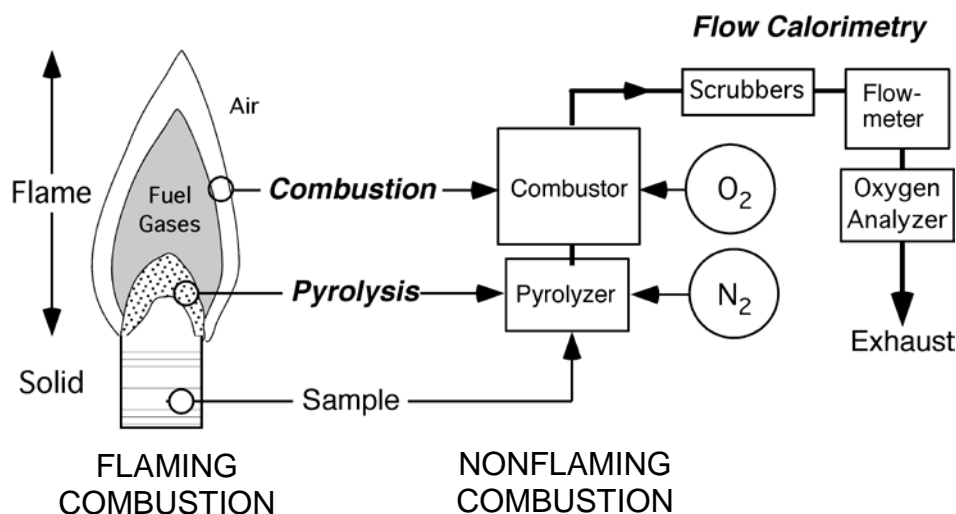 Flow Calorimetry
Scrubbers
Flow-
meter
Air
Flame
Fuel
Gases
Combustion
Combustor
O2
Oxygen
Analyzer
Pyrolysis
Pyrolyzer
N2
Exhaust
Solid
Sample
FLAMING
COMBUSTION
NONFLAMING
COMBUSTION